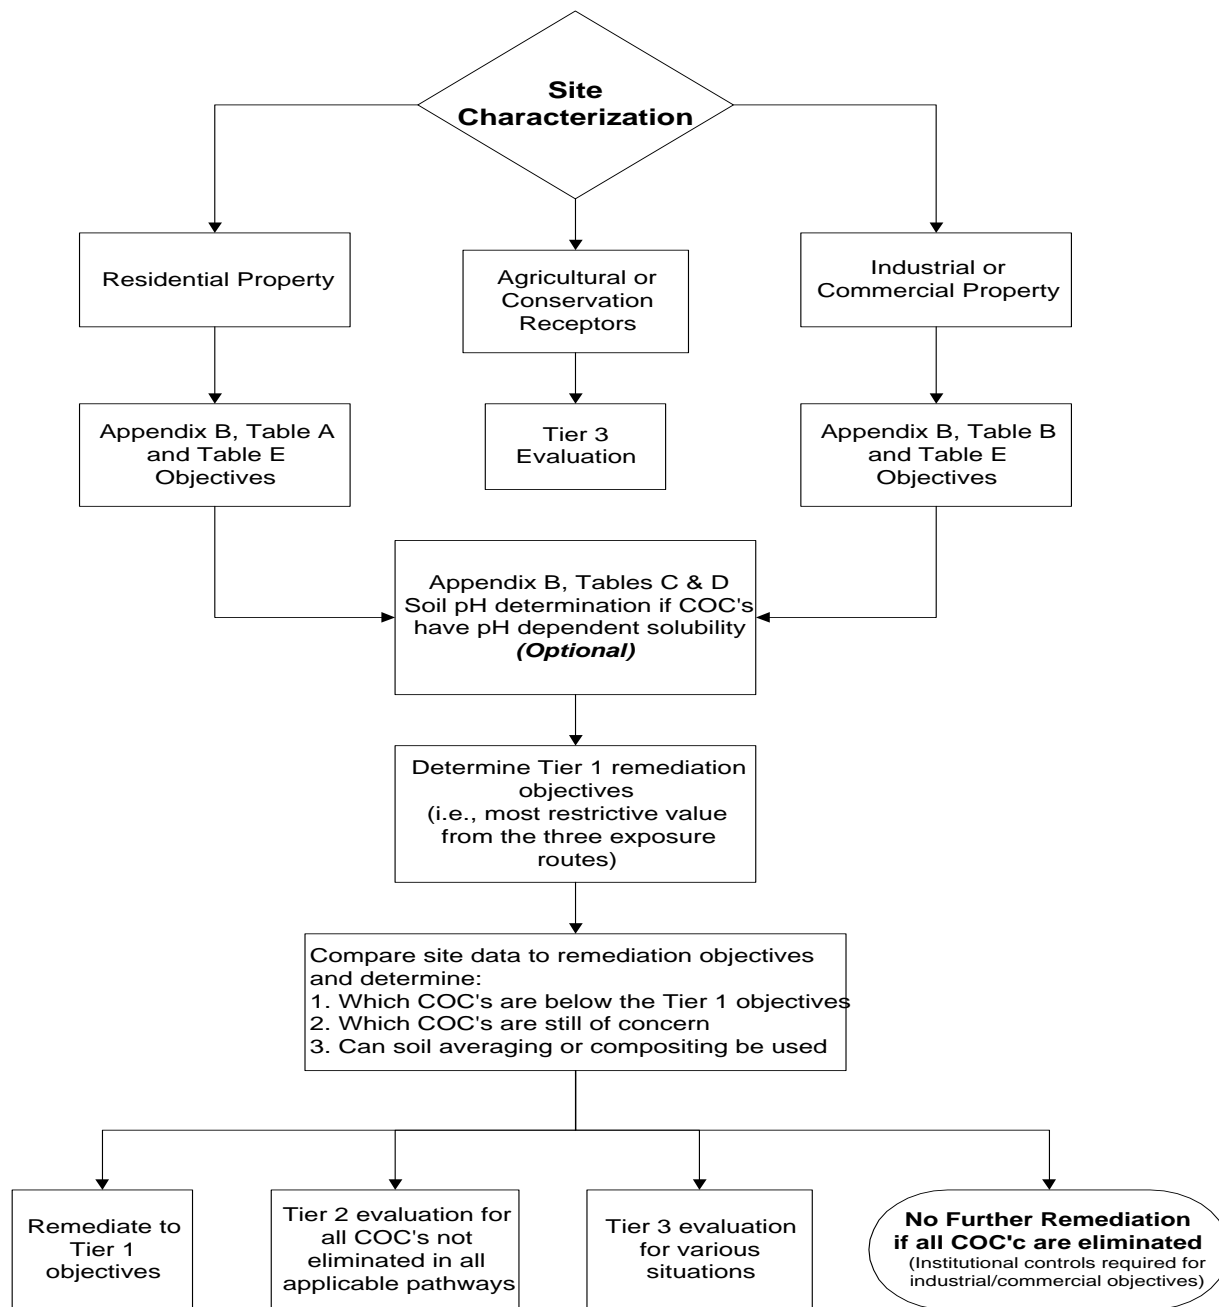 Site
Characterization
Residential Property
Agricultural or
Conservation
Receptors
Industrial or
Commercial Property
Appendix B, Table A
and Table E
Objectives
Tier 3
Evaluation
Appendix B, Table B
and Table E
Objectives
Appendix B, Tables C & D
Soil pH determination if COC's
have pH dependent solubility
(Optional)
Determine Tier 1 remediation
objectives
(i.e., most restrictive value
from the three exposure
routes)
Compare site data to remediation objectives
and determine:
1. Which COC's are below the Tier 1 objectives
2. Which COC's are still of concern
3. Can soil averaging or compositing be used
Remediate to
Tier 1
objectives
Tier 2 evaluation for
all COC's not
eliminated in all
applicable pathways
Tier 3 evaluation
for various
situations
No Further Remediation
if all COC'c are eliminated
(Institutional controls required for
industrial/commercial objectives)